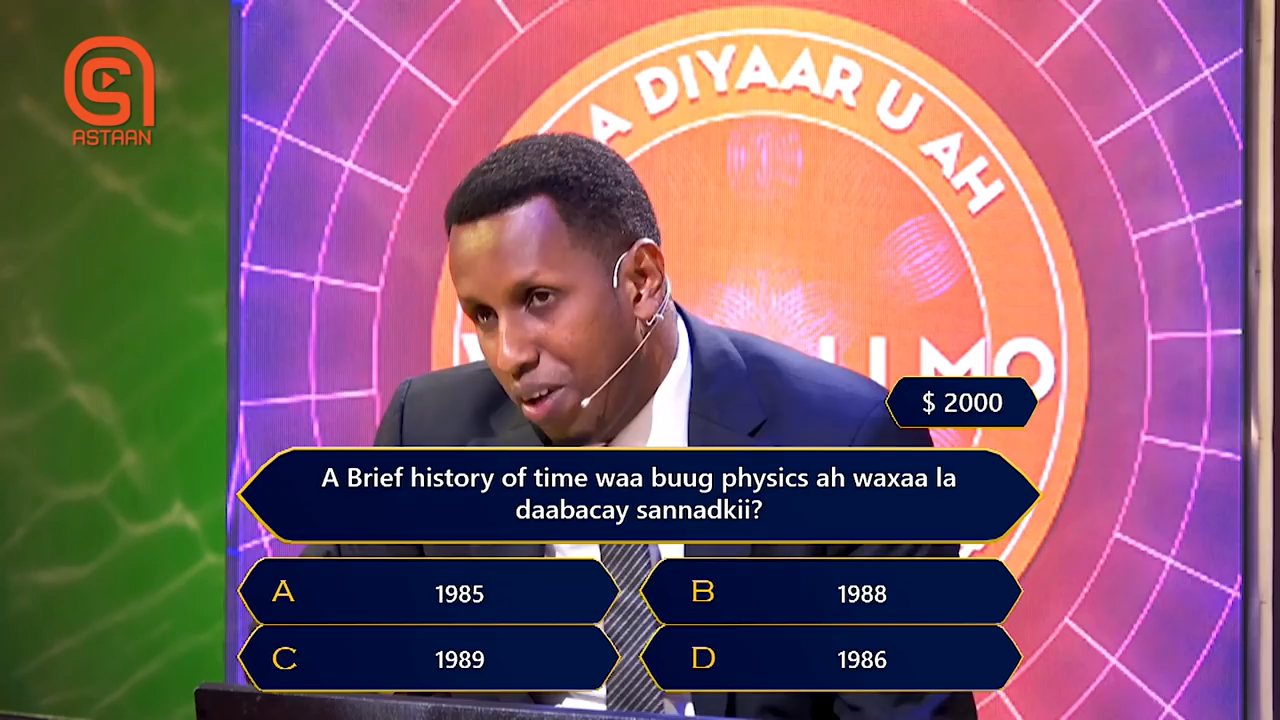 ASTAAN
A DIYAAR U AH
$ 2000
A Brief history of time waa buug physics ah waxaa la
daabacay sannadkii?
A 1985
B 1988
C 1989
D 1986